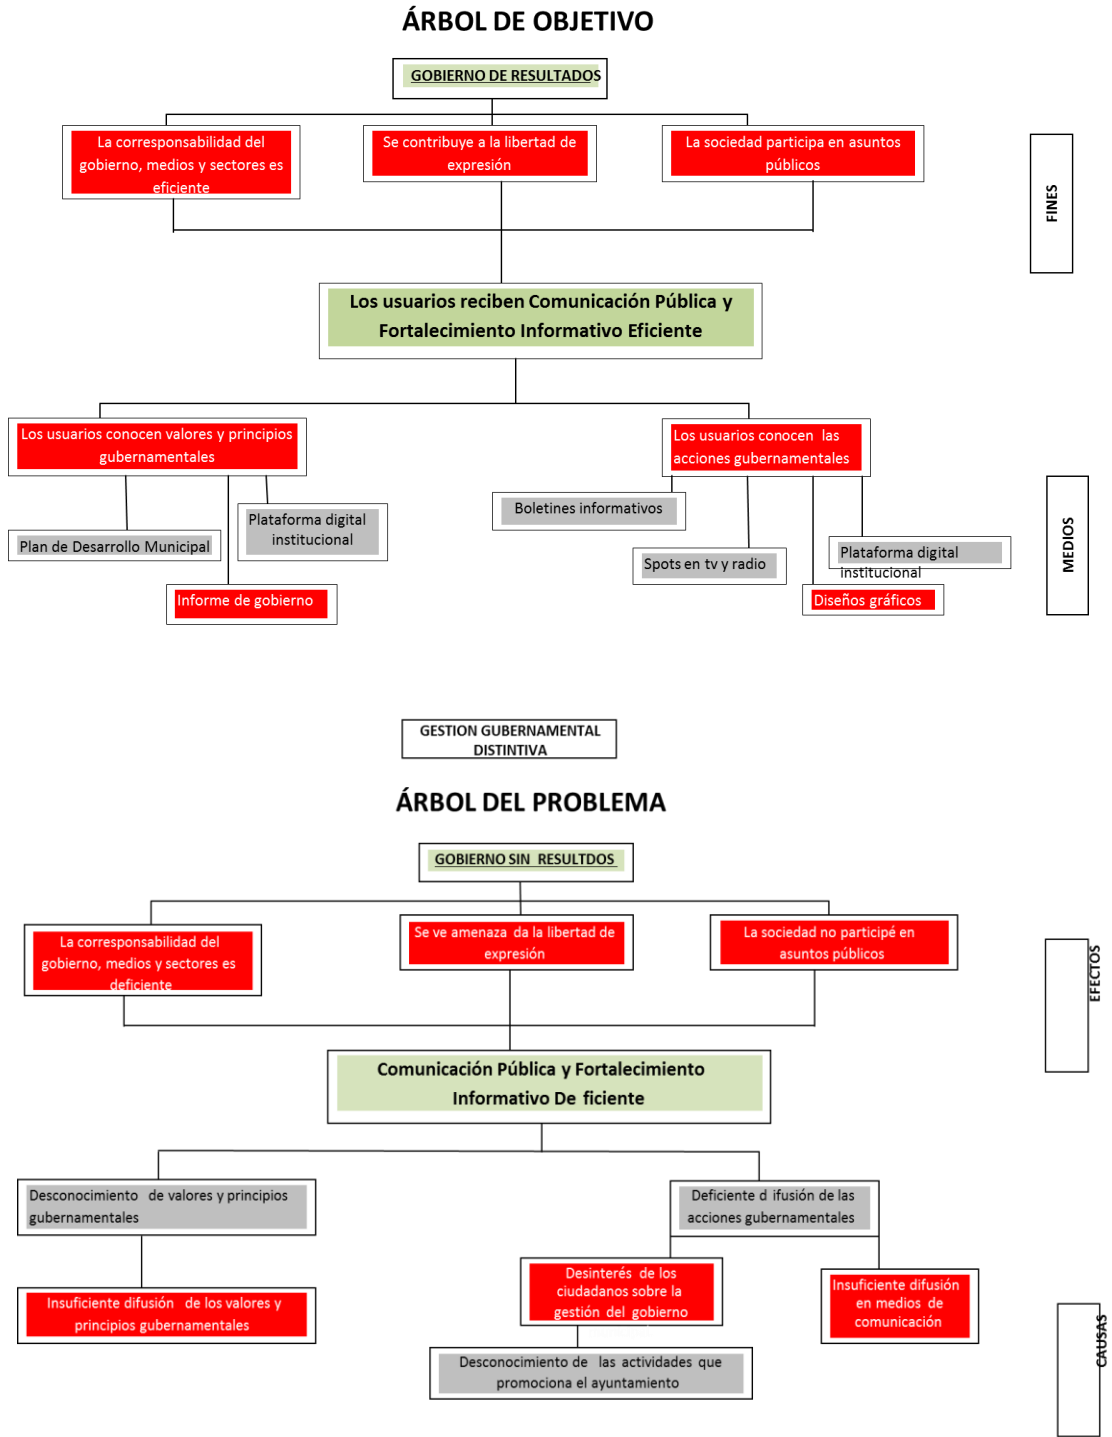 ÁRBOL DE OBJETIVO
GOBIERNO DE RESULTADOS
La corresponsabilidad del
gobierno, medios y sectores es
eficiente
Se contribuye a la libertad de
expresión
La sociedad participa en asuntos
públicos
FINES
Los usuarios reciben Comunicación Pública y
Fortalecimiento Informativo Eficiente
Los usuarios conocen valores y principios
gubernamentales
Los usuarios conocen las
acciones gubernamentales
Plan de Desarrollo Municipal
Plataforma digital
institucional
Informe de gobierno
Boletines informativos
Spots en tv y radio
Plataforma digital
institucional
Diseños gráficos
MEDIOS
GESTION GUBERNAMENTAL
DISTINTIVA
ÁRBOL DEL PROBLEMA
GOBIERNO SIN RESULTDOS
La corresponsabilidad del
gobierno, medios y sectores es
deficiente
Se ve amenaza da la libertad de
expresión
La sociedad no participé en
asuntos públicos
EFECTOS
Comunicación Pública y Fortalecimiento
Informativo De ficiente
Desconocimiento de valores y principios
gubernamentales
Deficiente d ifusión de las
acciones gubernamentales
Insuficiente difusión de los valores y
principios gubernamentales
Desinterés de los
ciudadanos sobre la
gestión del gobierno
Insuficiente difusión
en medios de
comunicación
Desconocimiento de las actividades que
promociona el ayuntamiento
CAUSAS